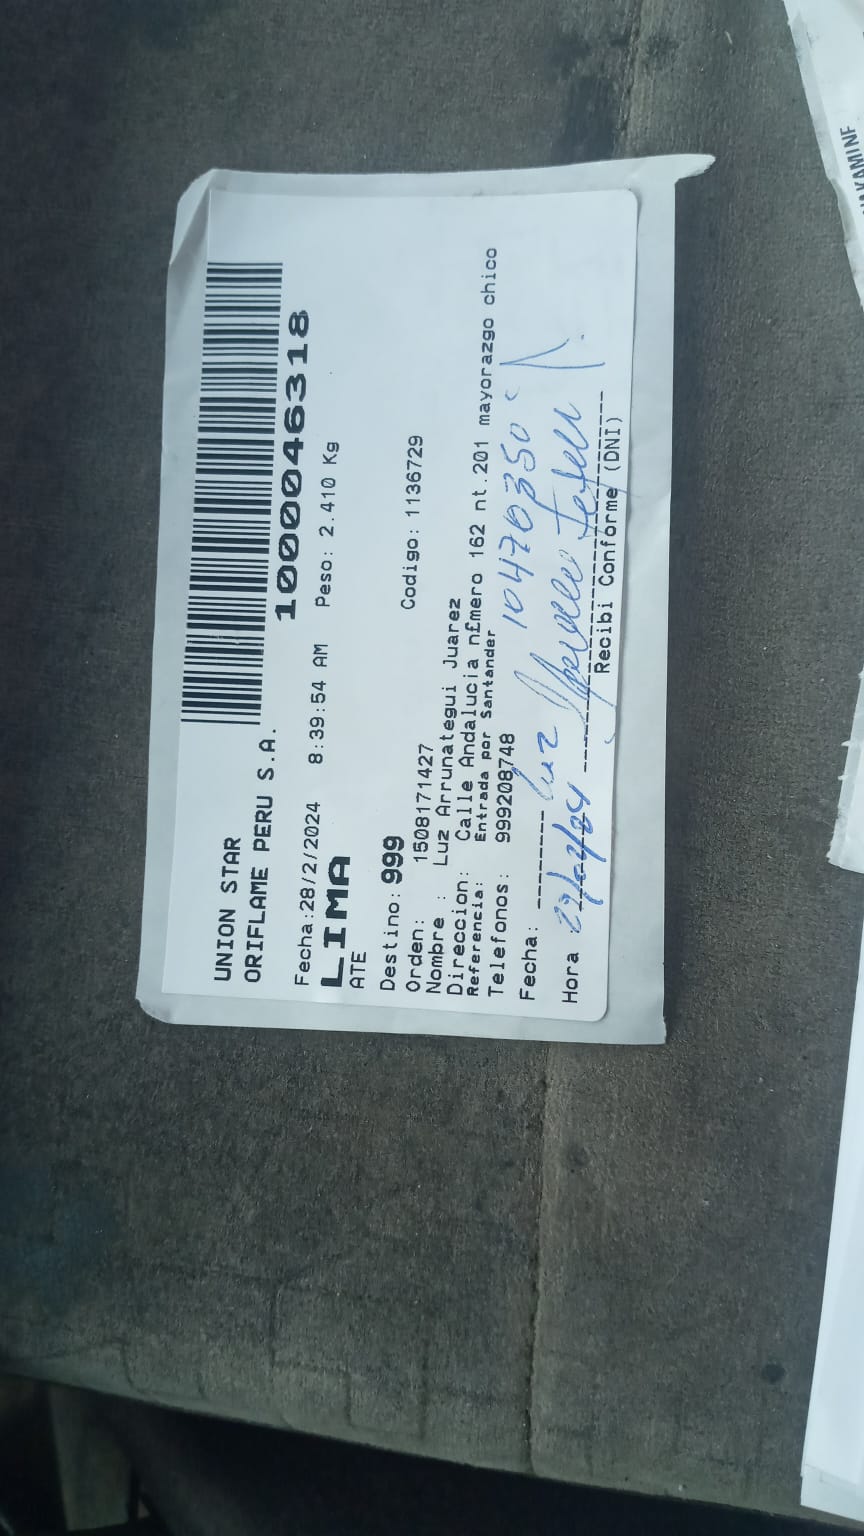 UNION STAR
ORIFLAME PERU S.A.
1000046318
Fecha:28/2/2024 8:39:54 AM Peso: 2.410 Kg
LIMA
ATE
Destino: 999
Orden: 1508171427 Codigo: 1136729
Nombre : Luz Arrunategui Juarez
Direccion: Calle Andalucia n£mero 162 nt.201 mayorazgo chico
Referencia: Entrada por Santander
Telefonos: 999208748
Fecha: Luz 10470350
Hora
Recibi Conforme (DNI)